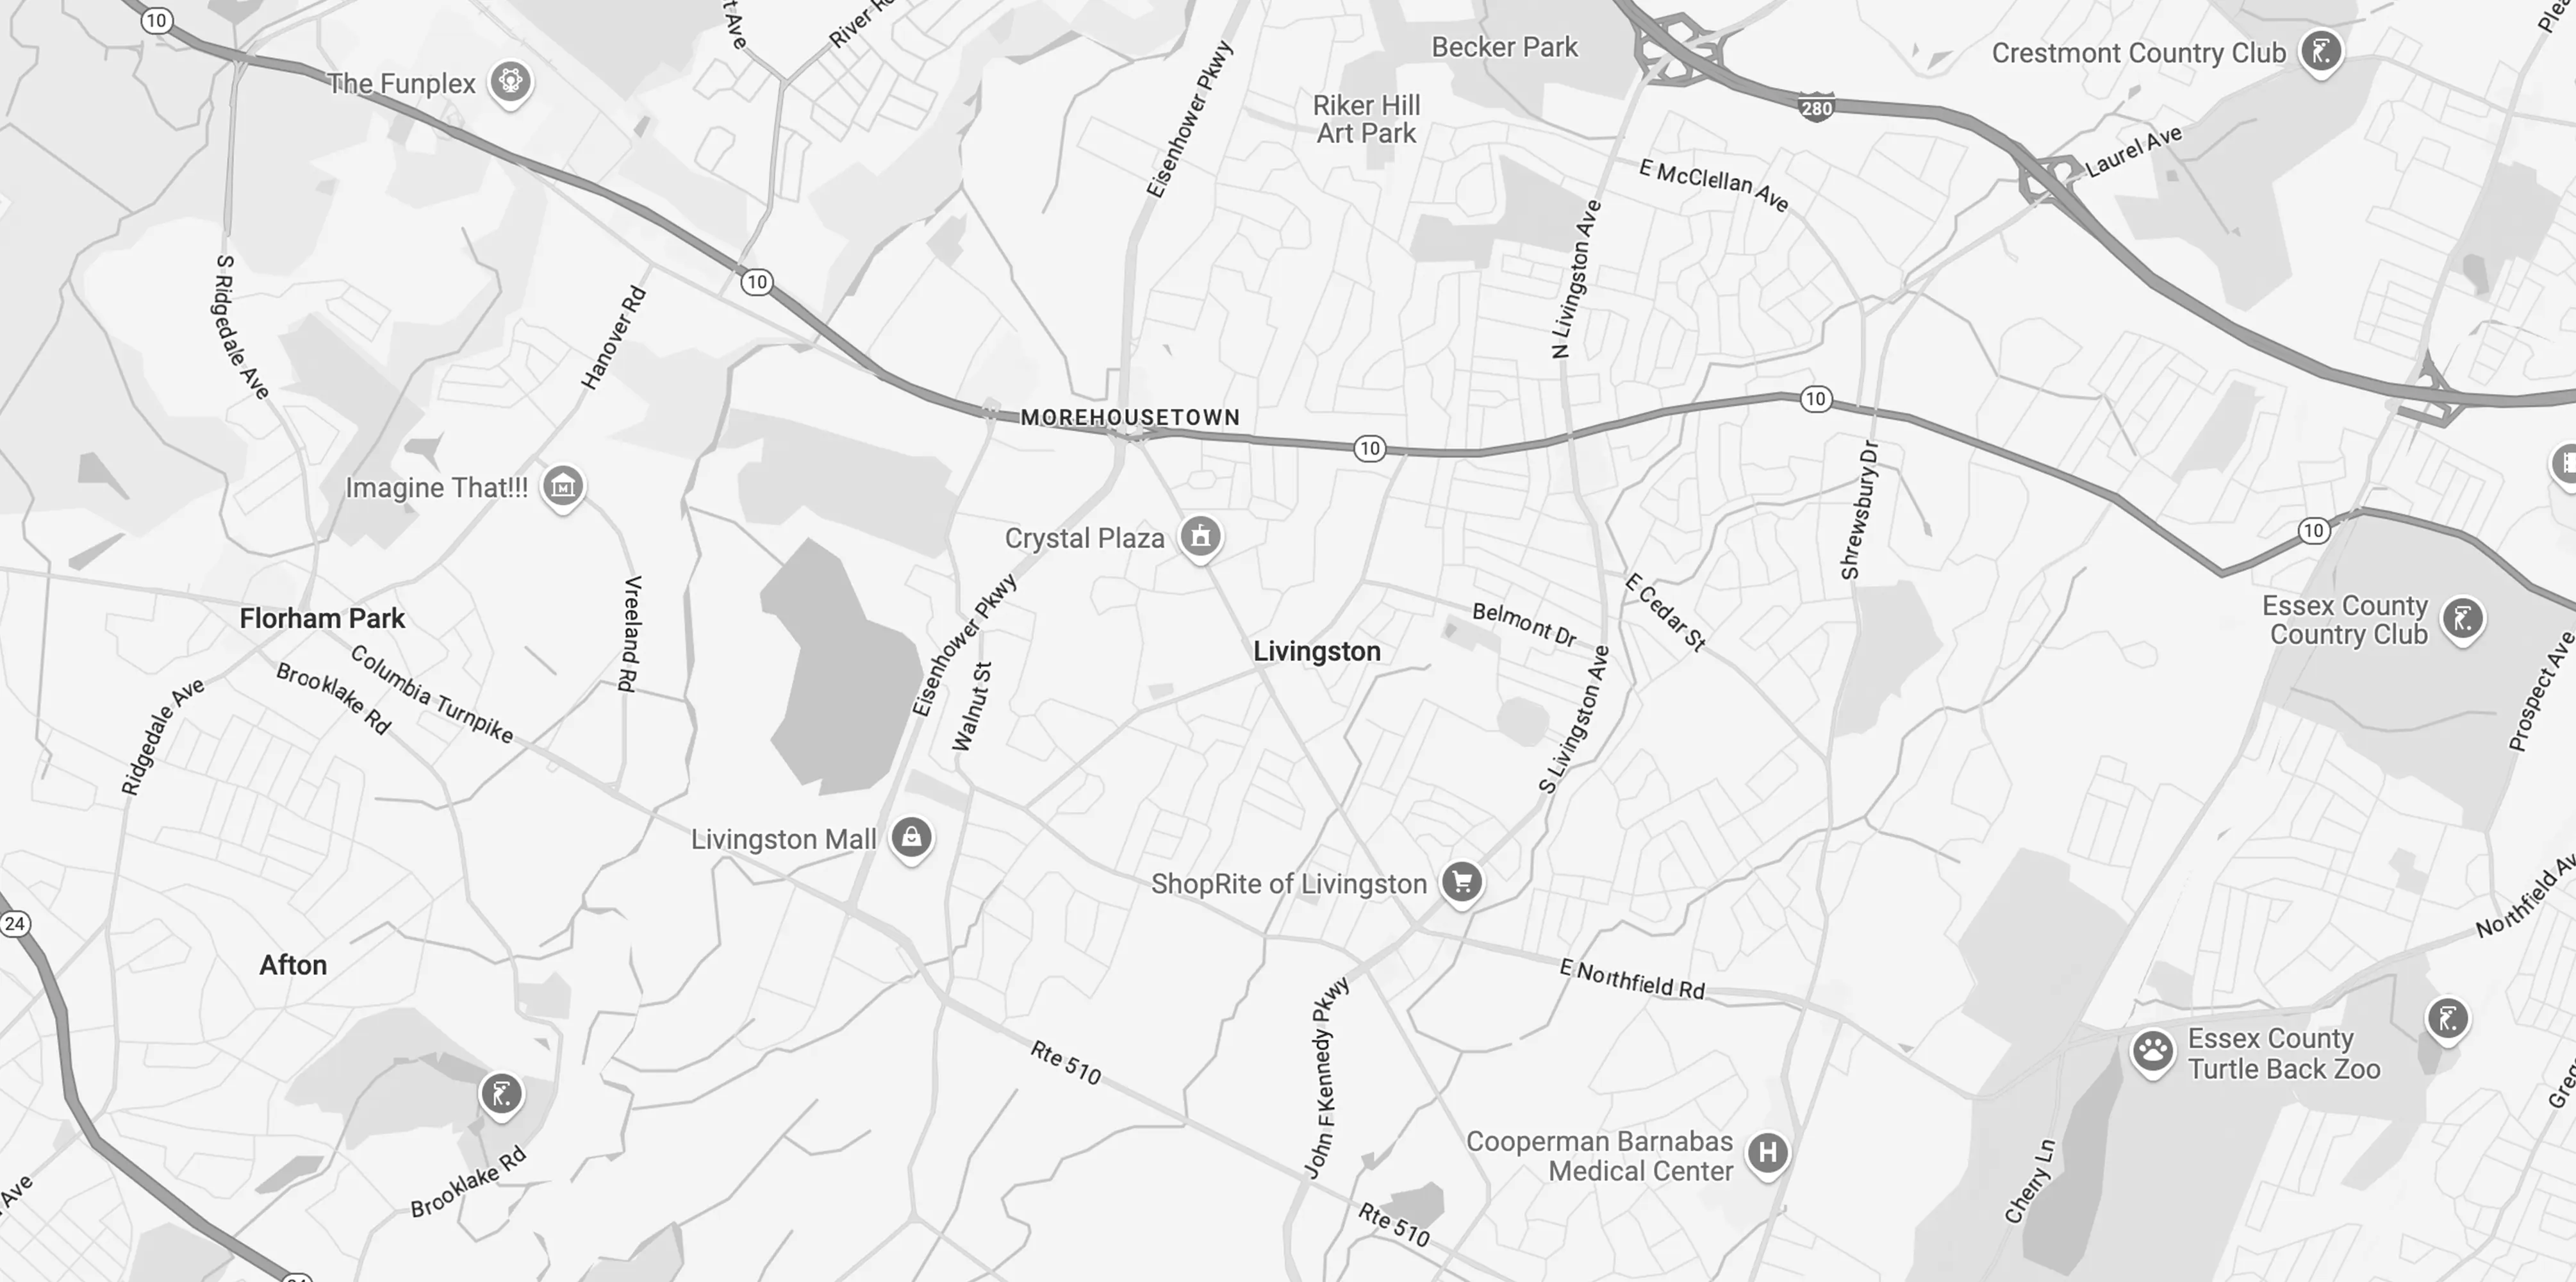 10
t Ave
River Rd
The Funplex
Eisenhower Pkwy
Becker Park
Riker Hill
Art Park
280
Crestmont Country Club
Laurel Ave
E McClellan Ave
N Livingston Ave
S Ridgedale Ave
Hanover Rd
10
MOREHOUSETOWN
10
10
Imagine That!!!
Crystal Plaza
Shrewsbury Dr
10
Florham Park
Vreeland Rd
Columbia Turnpike
Brooklake Rd
Ridgedale Ave
Eisenhower Pkwy
Walnut St
Livingston
Belmont Dr
E Cedar St
S Livingston Ave
Essex County
Country Club
Prospect Ave
Livingston Mall
ShopRite of Livingston
Northfield Av
24
Afton
E Northfield Rd
Rte 510
John F Kennedy Pkwy
Essex County
Turtle Back Zoo
Cooperman Barnabas
Medical Center
H
Brooklake Rd
Ave
Rte 510
Cherry Ln